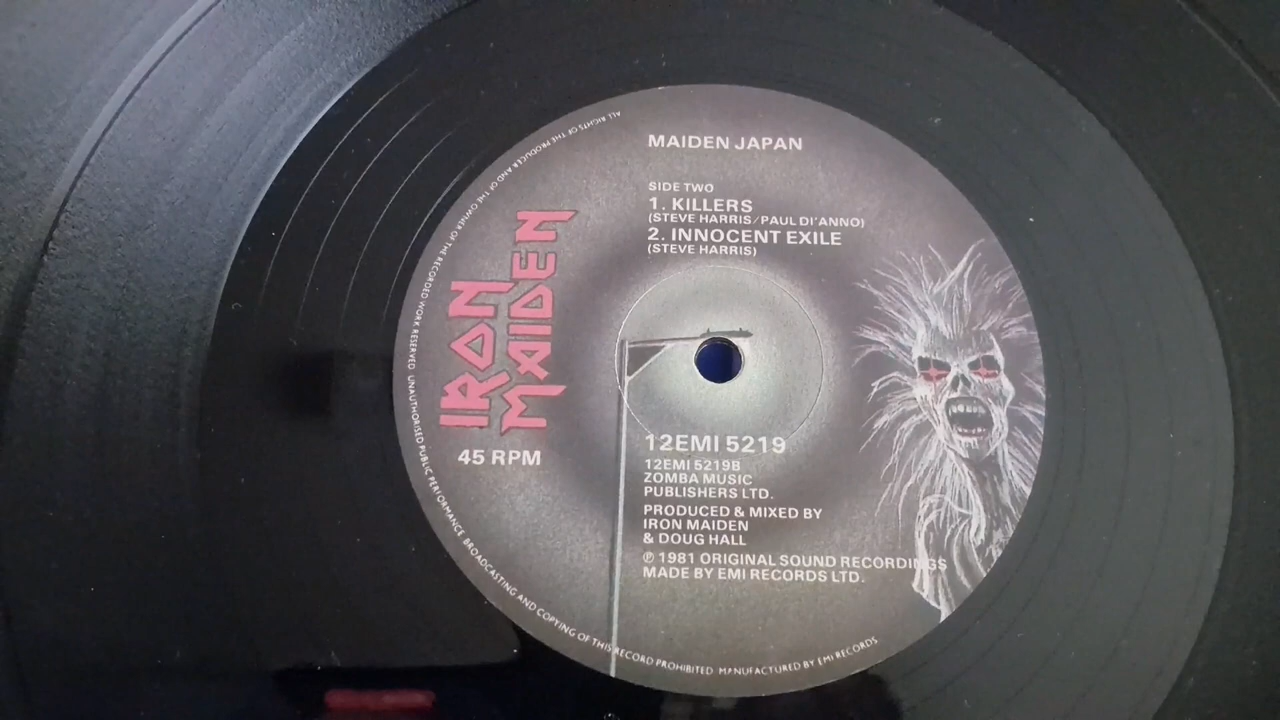 MAIDEN JAPAN
SIDE TWO
1. KILLERS
(STEVE HARRIS/PAUL DI'ANNO)
2. INNOCENT EXILE
(STEVE HARRIS)
IRON
MAIDEN
45 RPM
12EMI 5219
12EMI 5219B
ZOMBA MUSIC
PUBLISHERS LTD.
PRODUCED & MIXED BY
IRON MAIDEN
& DOUG HALL
℗ 1981 ORIGINAL SOUND RECORDINGS
MADE BY EMI RECORDS LTD.
ALL RIGHTS OF THE PRODUCER AND OF THE OWNER OF THE RECORDED WORK RESERVED UNAUTHORISED PUBLIC PERFORMANCE BROADCASTING AND COPYING OF THIS RECORD PROHIBITED MANUFACTURED BY EMI RECORDS